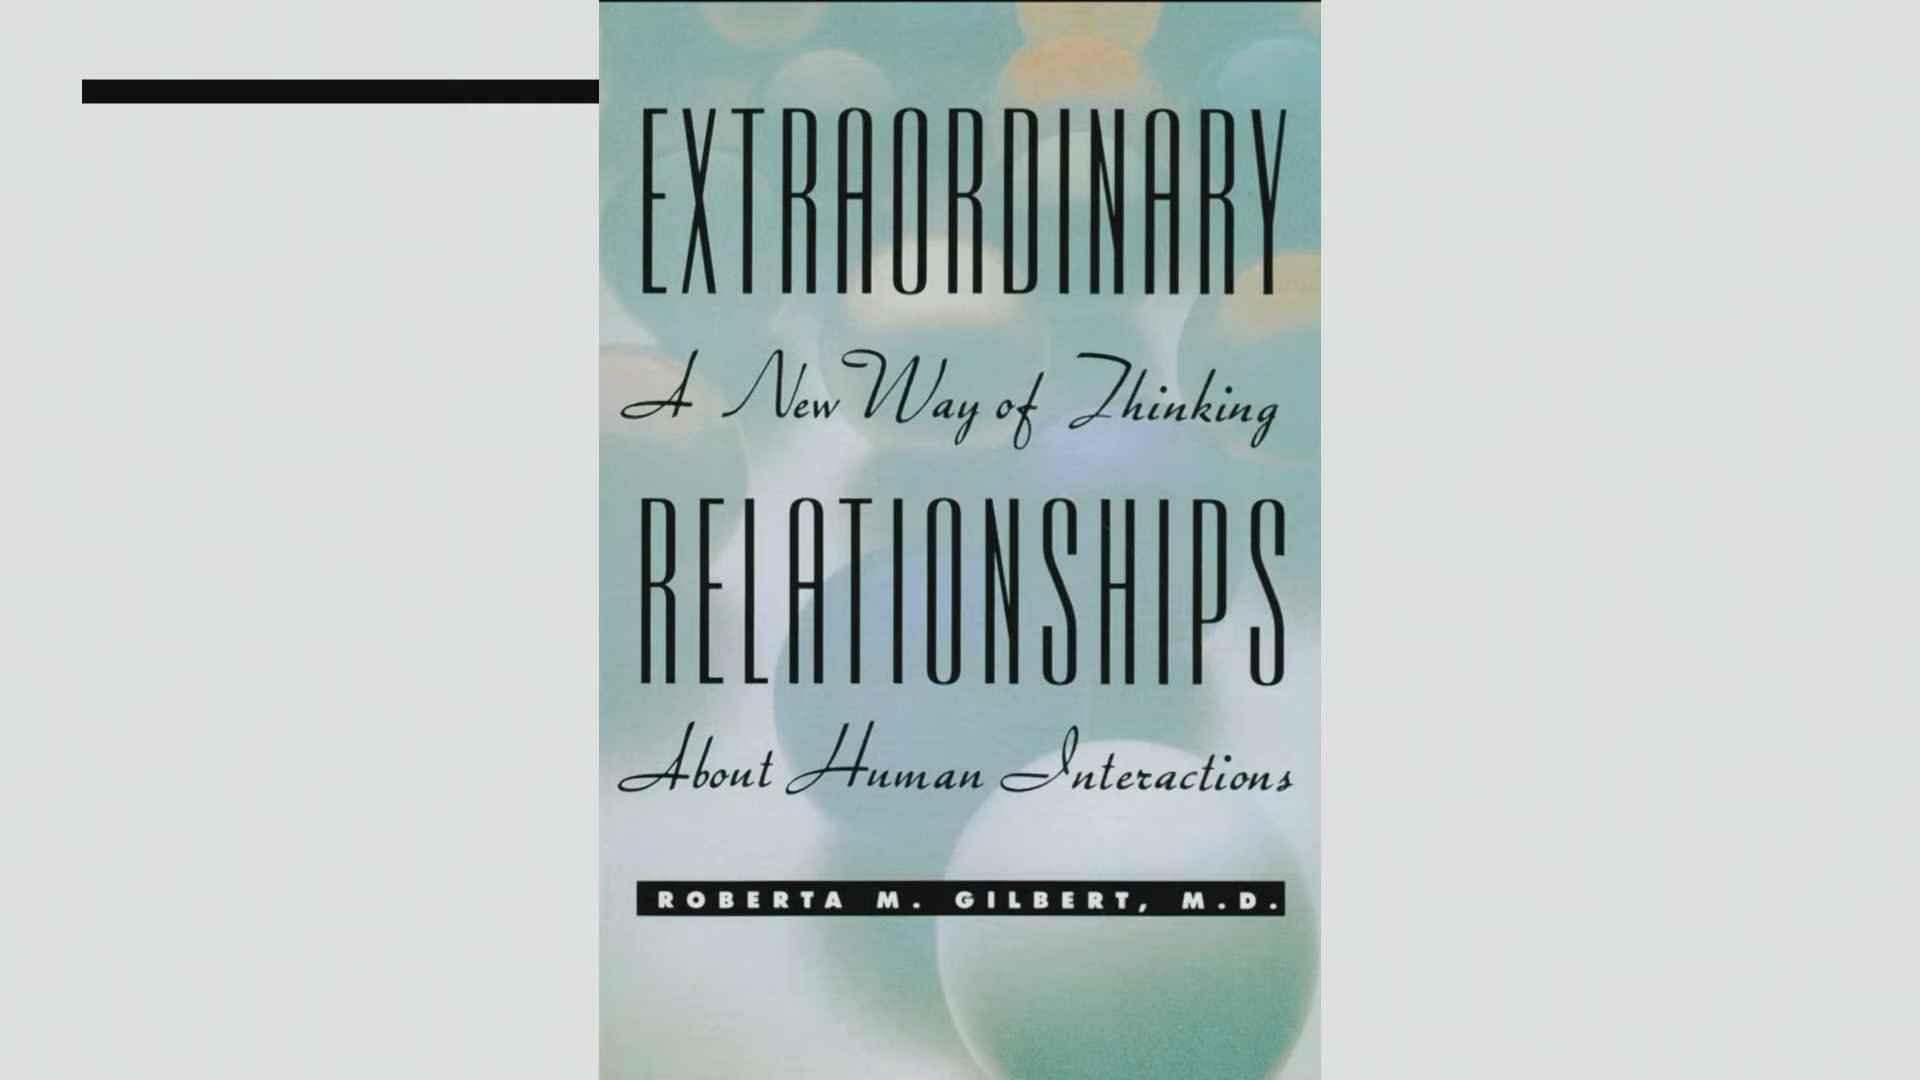 EXTRAORDINARY
A New Way of Thinking
RELATIONSHIPS
About Human Interactions
ROBERTA M. GILBERT, M.D.